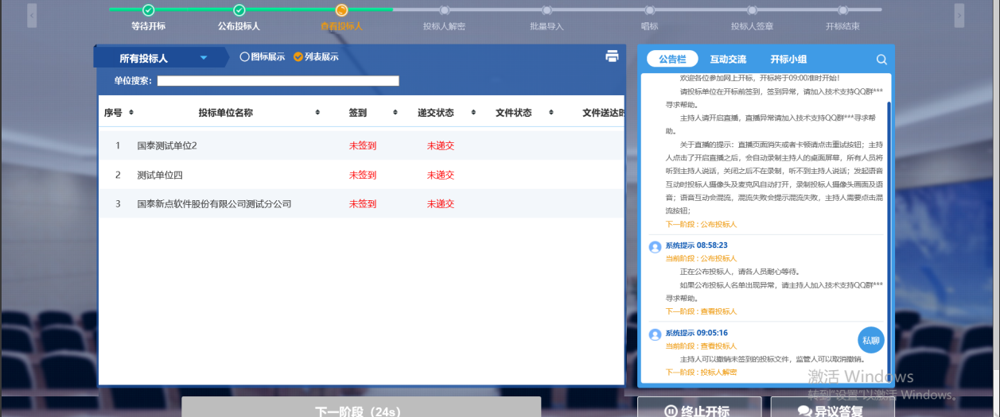 等待开标
公布投标人
查看投标人
投标人解密
批量导入
唱标
投标人签章
开标结束
所有投标人
图标展示
列表展示
单位搜索:
序号 投标单位名称 签到 递交状态 文件状态 文件送达时
1 国泰测试单位2 未签到 未递交
2 测试单位四 未签到 未递交
3 国泰新点软件股份有限公司测试分公司 未签到 未递交
下一阶段（24s）
公告栏 互动交流 开标小组
欢迎各位参加网上开标，开标将于09:00准时开始！
请投标单位在开标前签到，签到异常，请加入技术支持QQ群***
寻求帮助。
主持人请开启直播，直播异常请加入技术支持QQ群***寻求帮
助。
关于直播的提示：直播页面消失或者卡顿请点击重试按钮；主持
人点击了开启直播之后，会自动录制主持人的桌面屏幕，所有人员将
听到主持人说话，关闭之后不在录制，听不到主持人说话；发起语音
互动时投标人摄像头及麦克风自动打开，录制投标人摄像头画面及语
音；语音互动会混流，混流失败会提示混流失败，主持人需要点击混
流按钮；
下一阶段：公布投标人
系统提示 08:58:23
当前阶段：公布投标人
正在公布投标人，请各人员耐心等待。
如果公布投标人名单出现异常，请主持人加入技术支持QQ群***
寻求帮助。
下一阶段：查看投标人
系统提示 09:05:16
当前阶段：查看投标人
主持人可以撤销未签到的投标文件，监管人可以取消撤销。
下一阶段：投标人解密
私聊
激活 Windows
转到"设置"以激活 Windows。
终止开标
异议答复